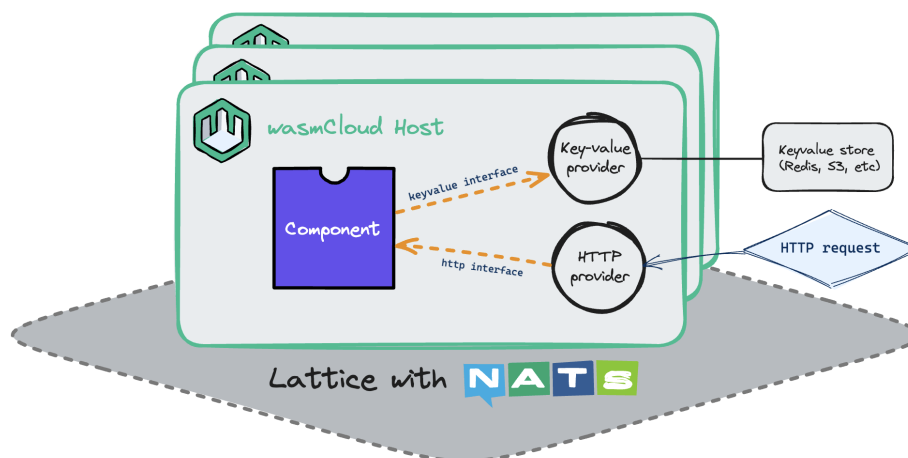 wasmCloud Host
Key-value
provider
Keyvalue store
(Redis, S3, etc)
keyvalue interface
Component
HTTP request
http interface
HTTP
provider
Lattice with NATS